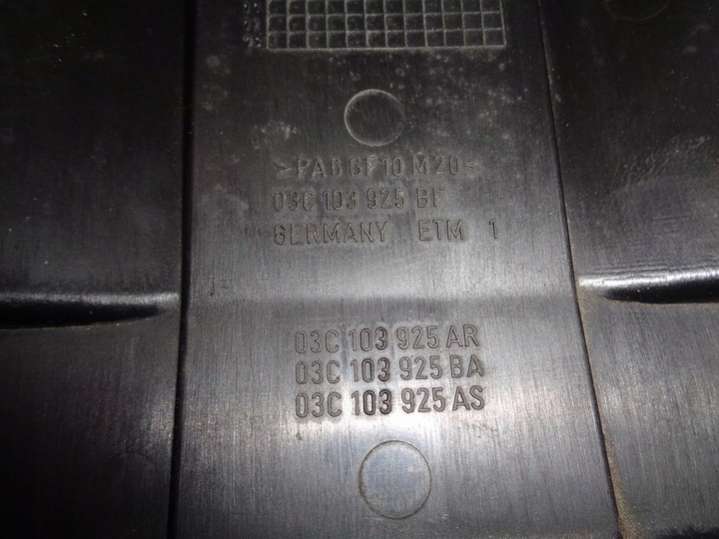 >PA6 GF10 M20<
03C 103 925 BF
GERMANY ETM 1
03C 103 925 AR
03C 103 925 BA
03C 103 925 AS